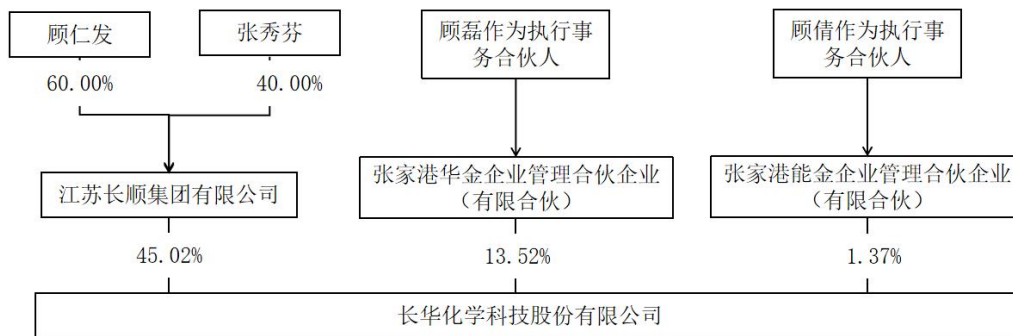 顾仁发
张秀芬
顾磊作为执行事
务合伙人
顾倩作为执行事
务合伙人
60.00%
40.00%
江苏长顺集团有限公司
张家港华金企业管理合伙企业
（有限合伙）
张家港能金企业管理合伙企业
（有限合伙）
45.02%
13.52%
1.37%
长华化学科技股份有限公司